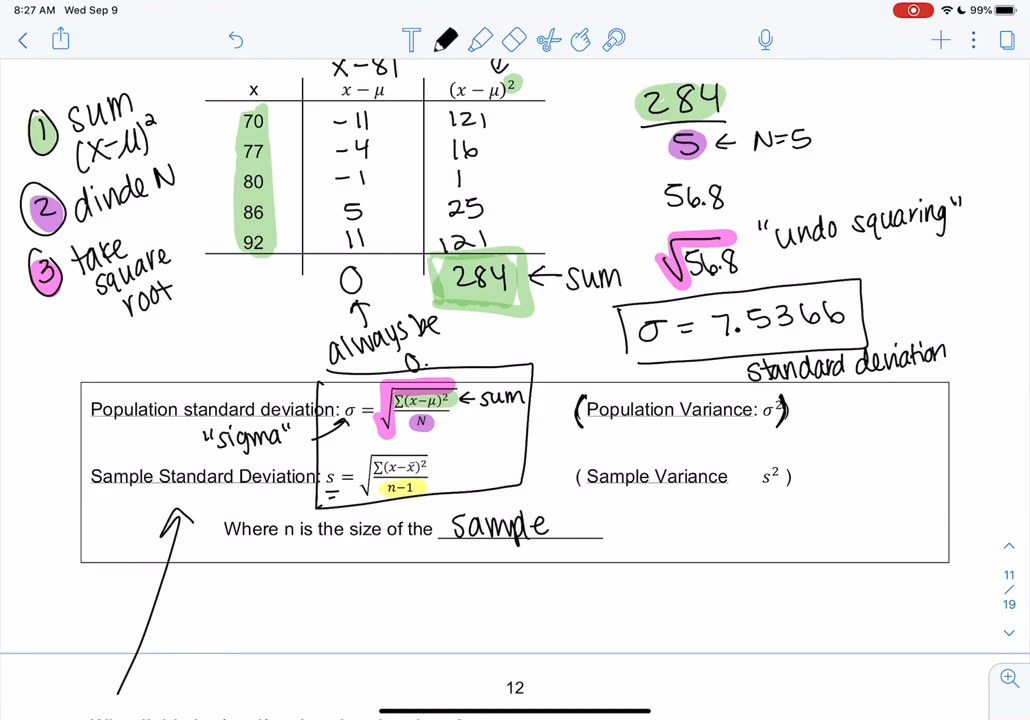 8:27 AM Wed Sep 9
99%
x - 81
x x − μ (x − μ)²
70 -11 121
77 -4 16
80 -1 1
86 5 25
92 11 121
0 284 ← sum
always be
0.
1 sum
(x-μ)²
2 divide N
3 take
square
root
284
5 ← N=5
56.8
"undo squaring"
√56.8
σ = 7.5366
standard deviation
Population standard deviation: σ = √(Σ(x−μ)²/N) ← sum
(Population Variance: σ²)
"sigma"
Sample Standard Deviation: s = √(Σ(x−x̄)²/n−1)
( Sample Variance s² )
Where n is the size of the sample
11
/
19
12